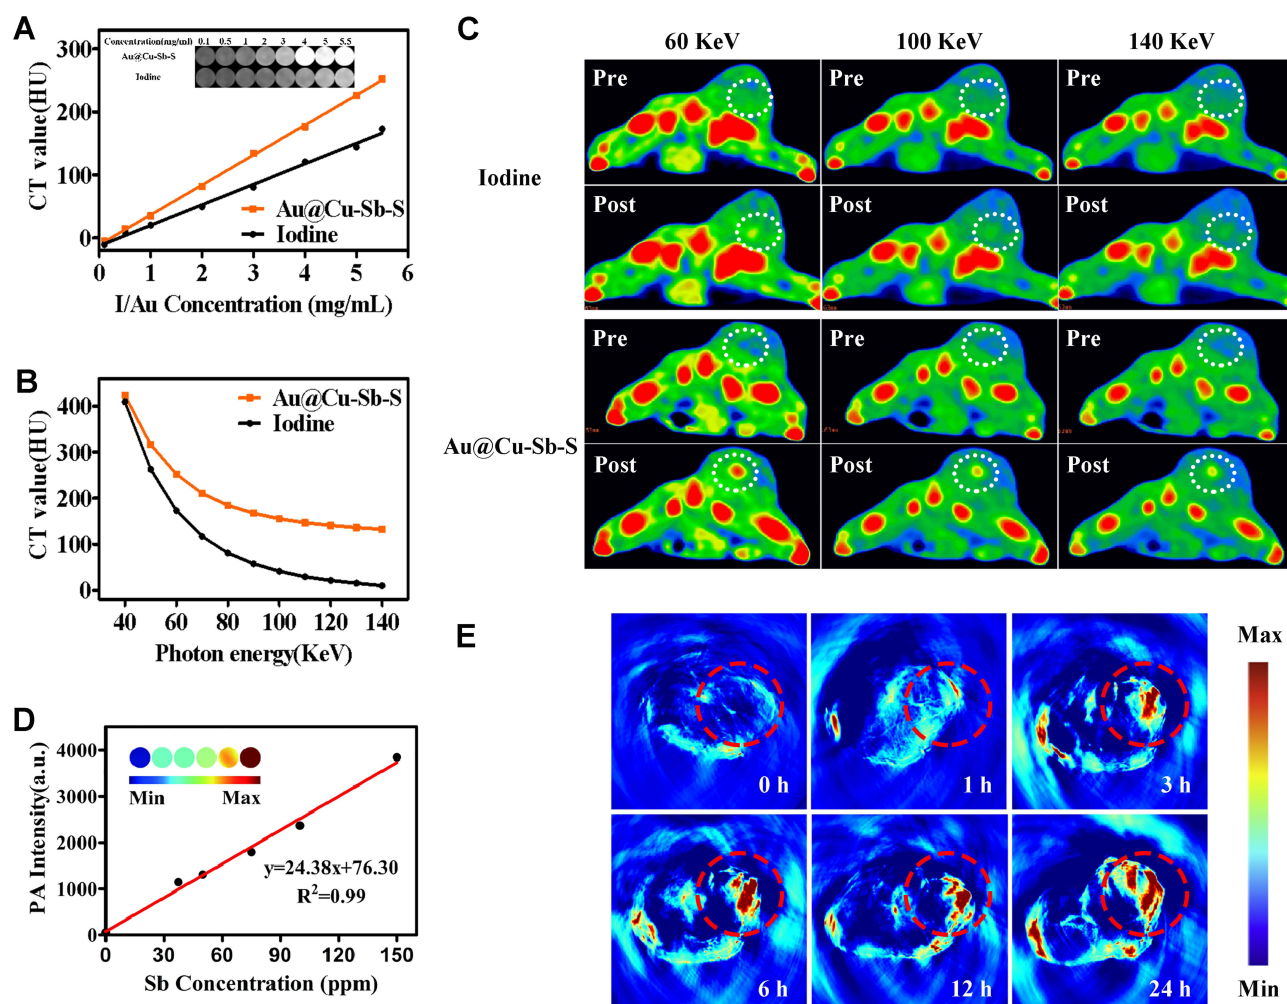 A
Concentration(mg/ml) 0.1 0.5 1 2 3 4 5 5.5
Au@Cu-Sb-S
Iodine
CT value(HU)
300
200
100
0
Au@Cu-Sb-S
Iodine
0 1 2 3 4 5 6
I/Au Concentration (mg/mL)
B
CT value(HU)
400
300
200
100
0
Au@Cu-Sb-S
Iodine
40 60 80 100 120 140
Photon energy(KeV)
C
60 KeV 100 KeV 140 KeV
Iodine
Pre Pre Pre
Post Post Post
Au@Cu-Sb-S
Pre Pre Pre
Post Post Post
D
PA Intensity(a.u.)
4000
3000
2000
1000
0
Min Max
y=24.38x+76.30
R²=0.99
0 30 60 90 120 150
Sb Concentration (ppm)
E
0 h 1 h 3 h
6 h 12 h 24 h
Max
Min